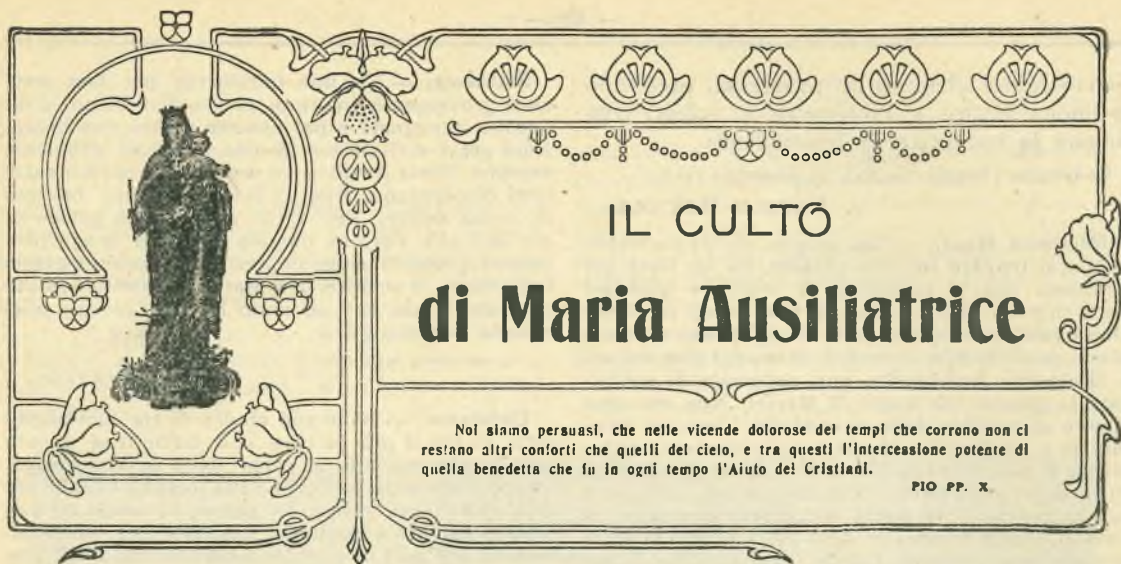 IL CULTO
di Maria Ausiliatrice
Noi siamo persuasi, che nelle vicende dolorose dei tempi che corrono non ci
restano altri conforti che quelli del cielo, e tra questi l'intercessione potente di
quella benedetta che fu in ogni tempo l'Aiuto dei Cristiani.
PIO PP. X